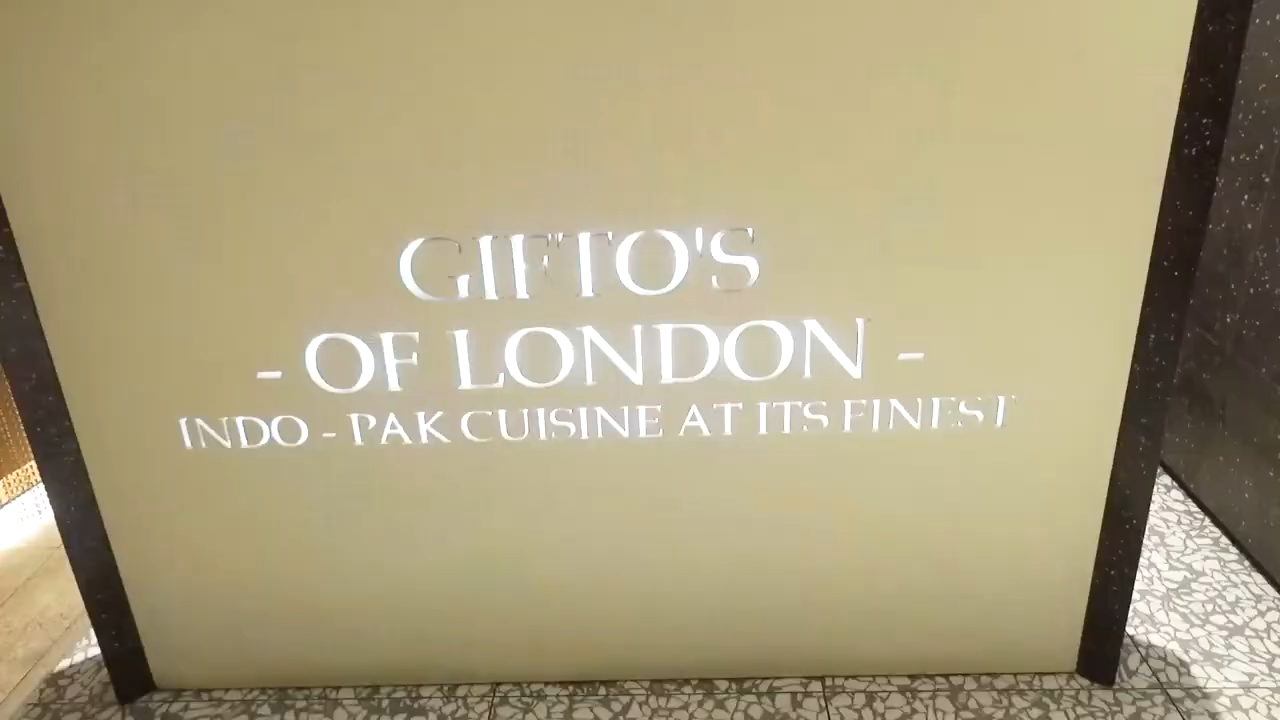 GIFTO'S
- OF LONDON -
INDO - PAK CUISINE AT ITS FINEST